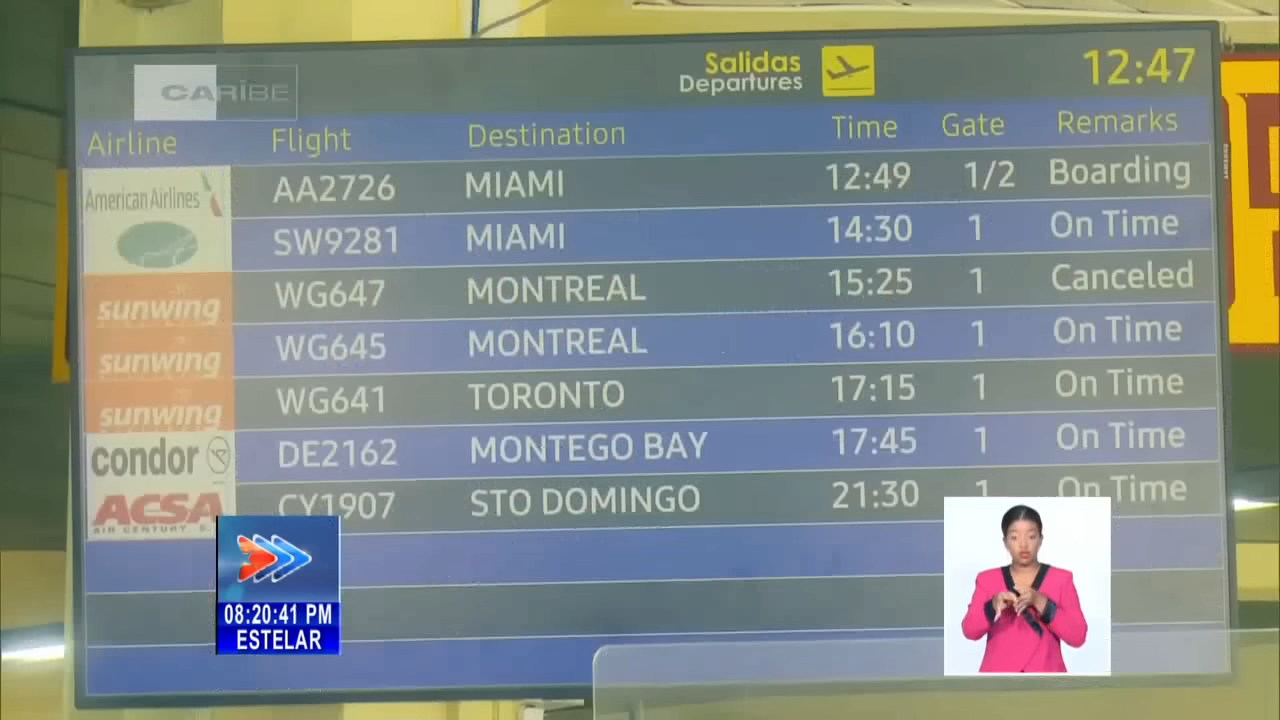 CARIBE
Salidas
Departures
12:47
Airline Flight Destination Time Gate Remarks
American Airlines AA2726 MIAMI 12:49 1/2 Boarding
SW9281 MIAMI 14:30 1 On Time
sunwing WG647 MONTREAL 15:25 1 Canceled
sunwing WG645 MONTREAL 16:10 1 On Time
sunwing WG641 TORONTO 17:15 1 On Time
condor DE2162 MONTEGO BAY 17:45 1 On Time
ACSA CY1907 STO DOMINGO 21:30 1 On Time
AIR CENTURY
08:20:41 PM
ESTELAR